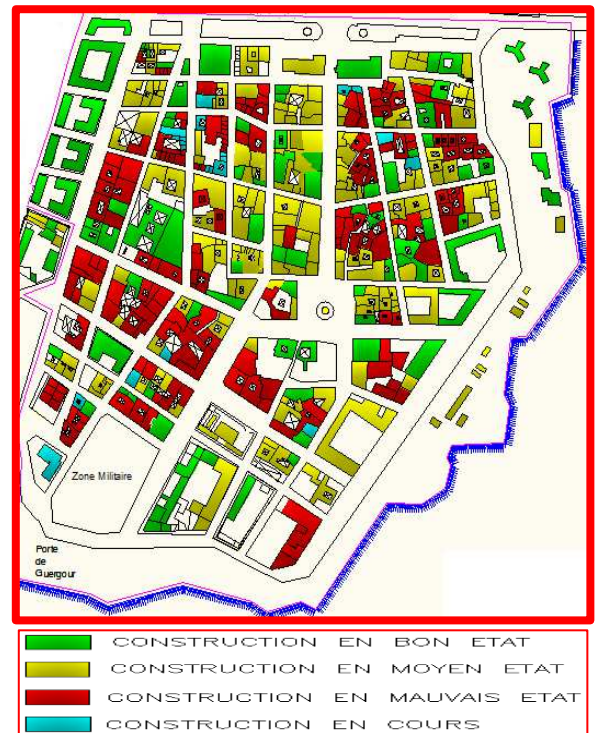 Zone Militaire
Porte
de
Guergour
CONSTRUCTION EN BON ETAT
CONSTRUCTION EN MOYEN ETAT
CONSTRUCTION EN MAUVAIS ETAT
CONSTRUCTION EN COURS